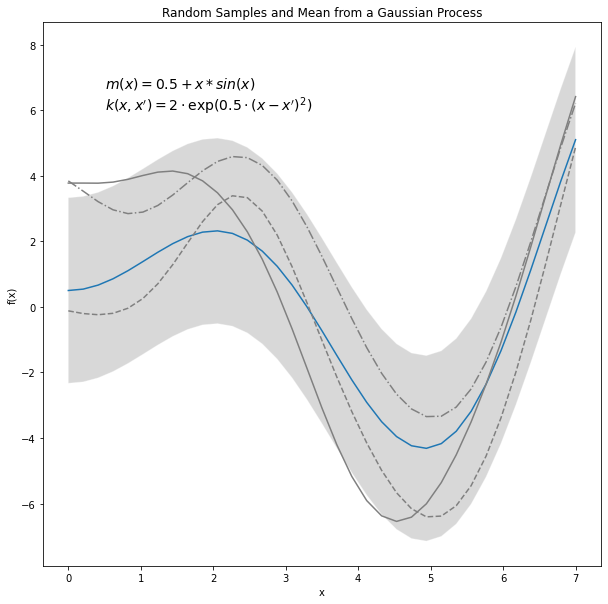 Random Samples and Mean from a Gaussian Process
m(x) = 0.5 + x * sin(x)
k(x, x′) = 2 · exp(0.5 · (x − x′)²)
f(x)
8
6
4
2
0
−2
−4
−6
0 1 2 3 4 5 6 7
x